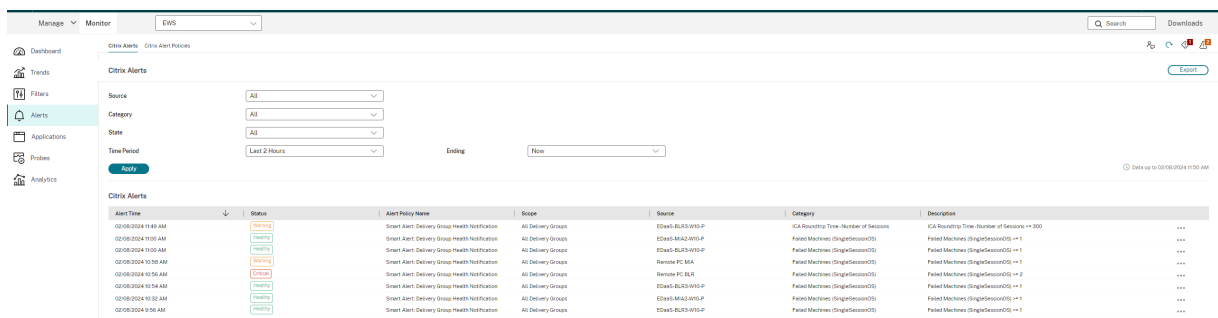 Manage Monitor EWS Search Downloads
Dashboard
Trends
Filters
Alerts
Applications
Probes
Analytics
Citrix Alerts Citrix Alert Policies
Citrix Alerts Export
Source All
Category All
State All
Time Period Last 2 Hours Ending Now
Apply Data up to 02/08/2024 11:50 AM
Citrix Alerts
Alert Time Status Alert Policy Name Scope Source Category Description
02/08/2024 11:49 AM Warning Smart Alert: Delivery Group Health Notification All Delivery Groups EDaaS-BLR3-W10-P ICA Roundtrip Time-Number of Sessions ICA Roundtrip Time-Number of Sessions >= 300
02/08/2024 11:00 AM Healthy Smart Alert: Delivery Group Health Notification All Delivery Groups EDaaS-MIA2-W10-P Failed Machines (SingleSessionOS) Failed Machines (SingleSessionOS) >= 1
02/08/2024 11:00 AM Healthy Smart Alert: Delivery Group Health Notification All Delivery Groups EDaaS-BLR3-W10-P Failed Machines (SingleSessionOS) Failed Machines (SingleSessionOS) >= 1
02/08/2024 10:58 AM Warning Smart Alert: Delivery Group Health Notification All Delivery Groups Remote PC MIA Failed Machines (SingleSessionOS) Failed Machines (SingleSessionOS) >= 1
02/08/2024 10:56 AM Critical Smart Alert: Delivery Group Health Notification All Delivery Groups Remote PC BLR Failed Machines (SingleSessionOS) Failed Machines (SingleSessionOS) >= 2
02/08/2024 10:54 AM Healthy Smart Alert: Delivery Group Health Notification All Delivery Groups EDaaS-BLR3-W10-P Failed Machines (SingleSessionOS) Failed Machines (SingleSessionOS) >= 1
02/08/2024 10:32 AM Healthy Smart Alert: Delivery Group Health Notification All Delivery Groups EDaaS-MIA2-W10-P Failed Machines (SingleSessionOS) Failed Machines (SingleSessionOS) >= 1
02/08/2024 9:56 AM Healthy Smart Alert: Delivery Group Health Notification All Delivery Groups EDaaS-BLR3-W10-P Failed Machines (SingleSessionOS) Failed Machines (SingleSessionOS) >= 1